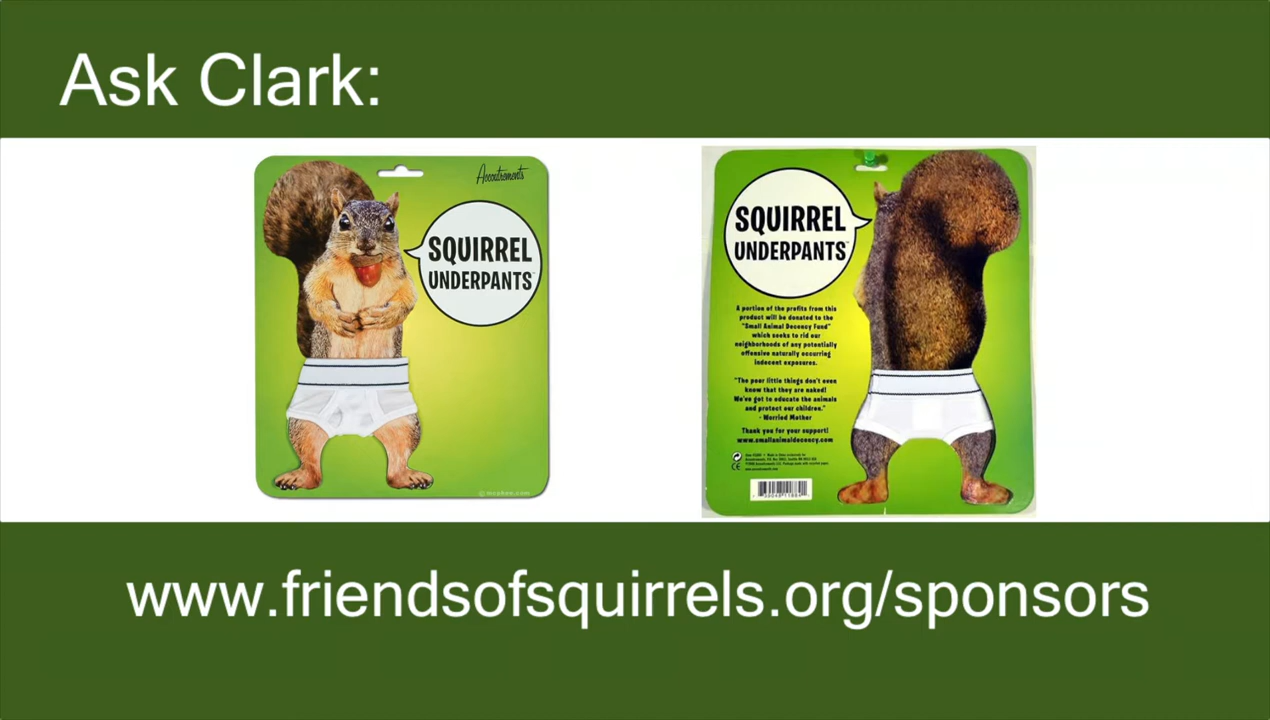 Ask Clark:
Accoutrements
SQUIRREL
UNDERPANTS
SQUIRREL
UNDERPANTS™
A portion of the profits from this
product will be donated to the
"Small Animal Decency Fund"
which seeks to rid our
neighborhoods of any potentially
offensive naturally occurring
indecent exposures.
"The poor little things don't even
know that they are naked!
We've got to educate the animals
and protect our children."
- Worried Mother
Thank you for your support!
www.smallanimaldecency.com
www.friendsofsquirrels.org/sponsors